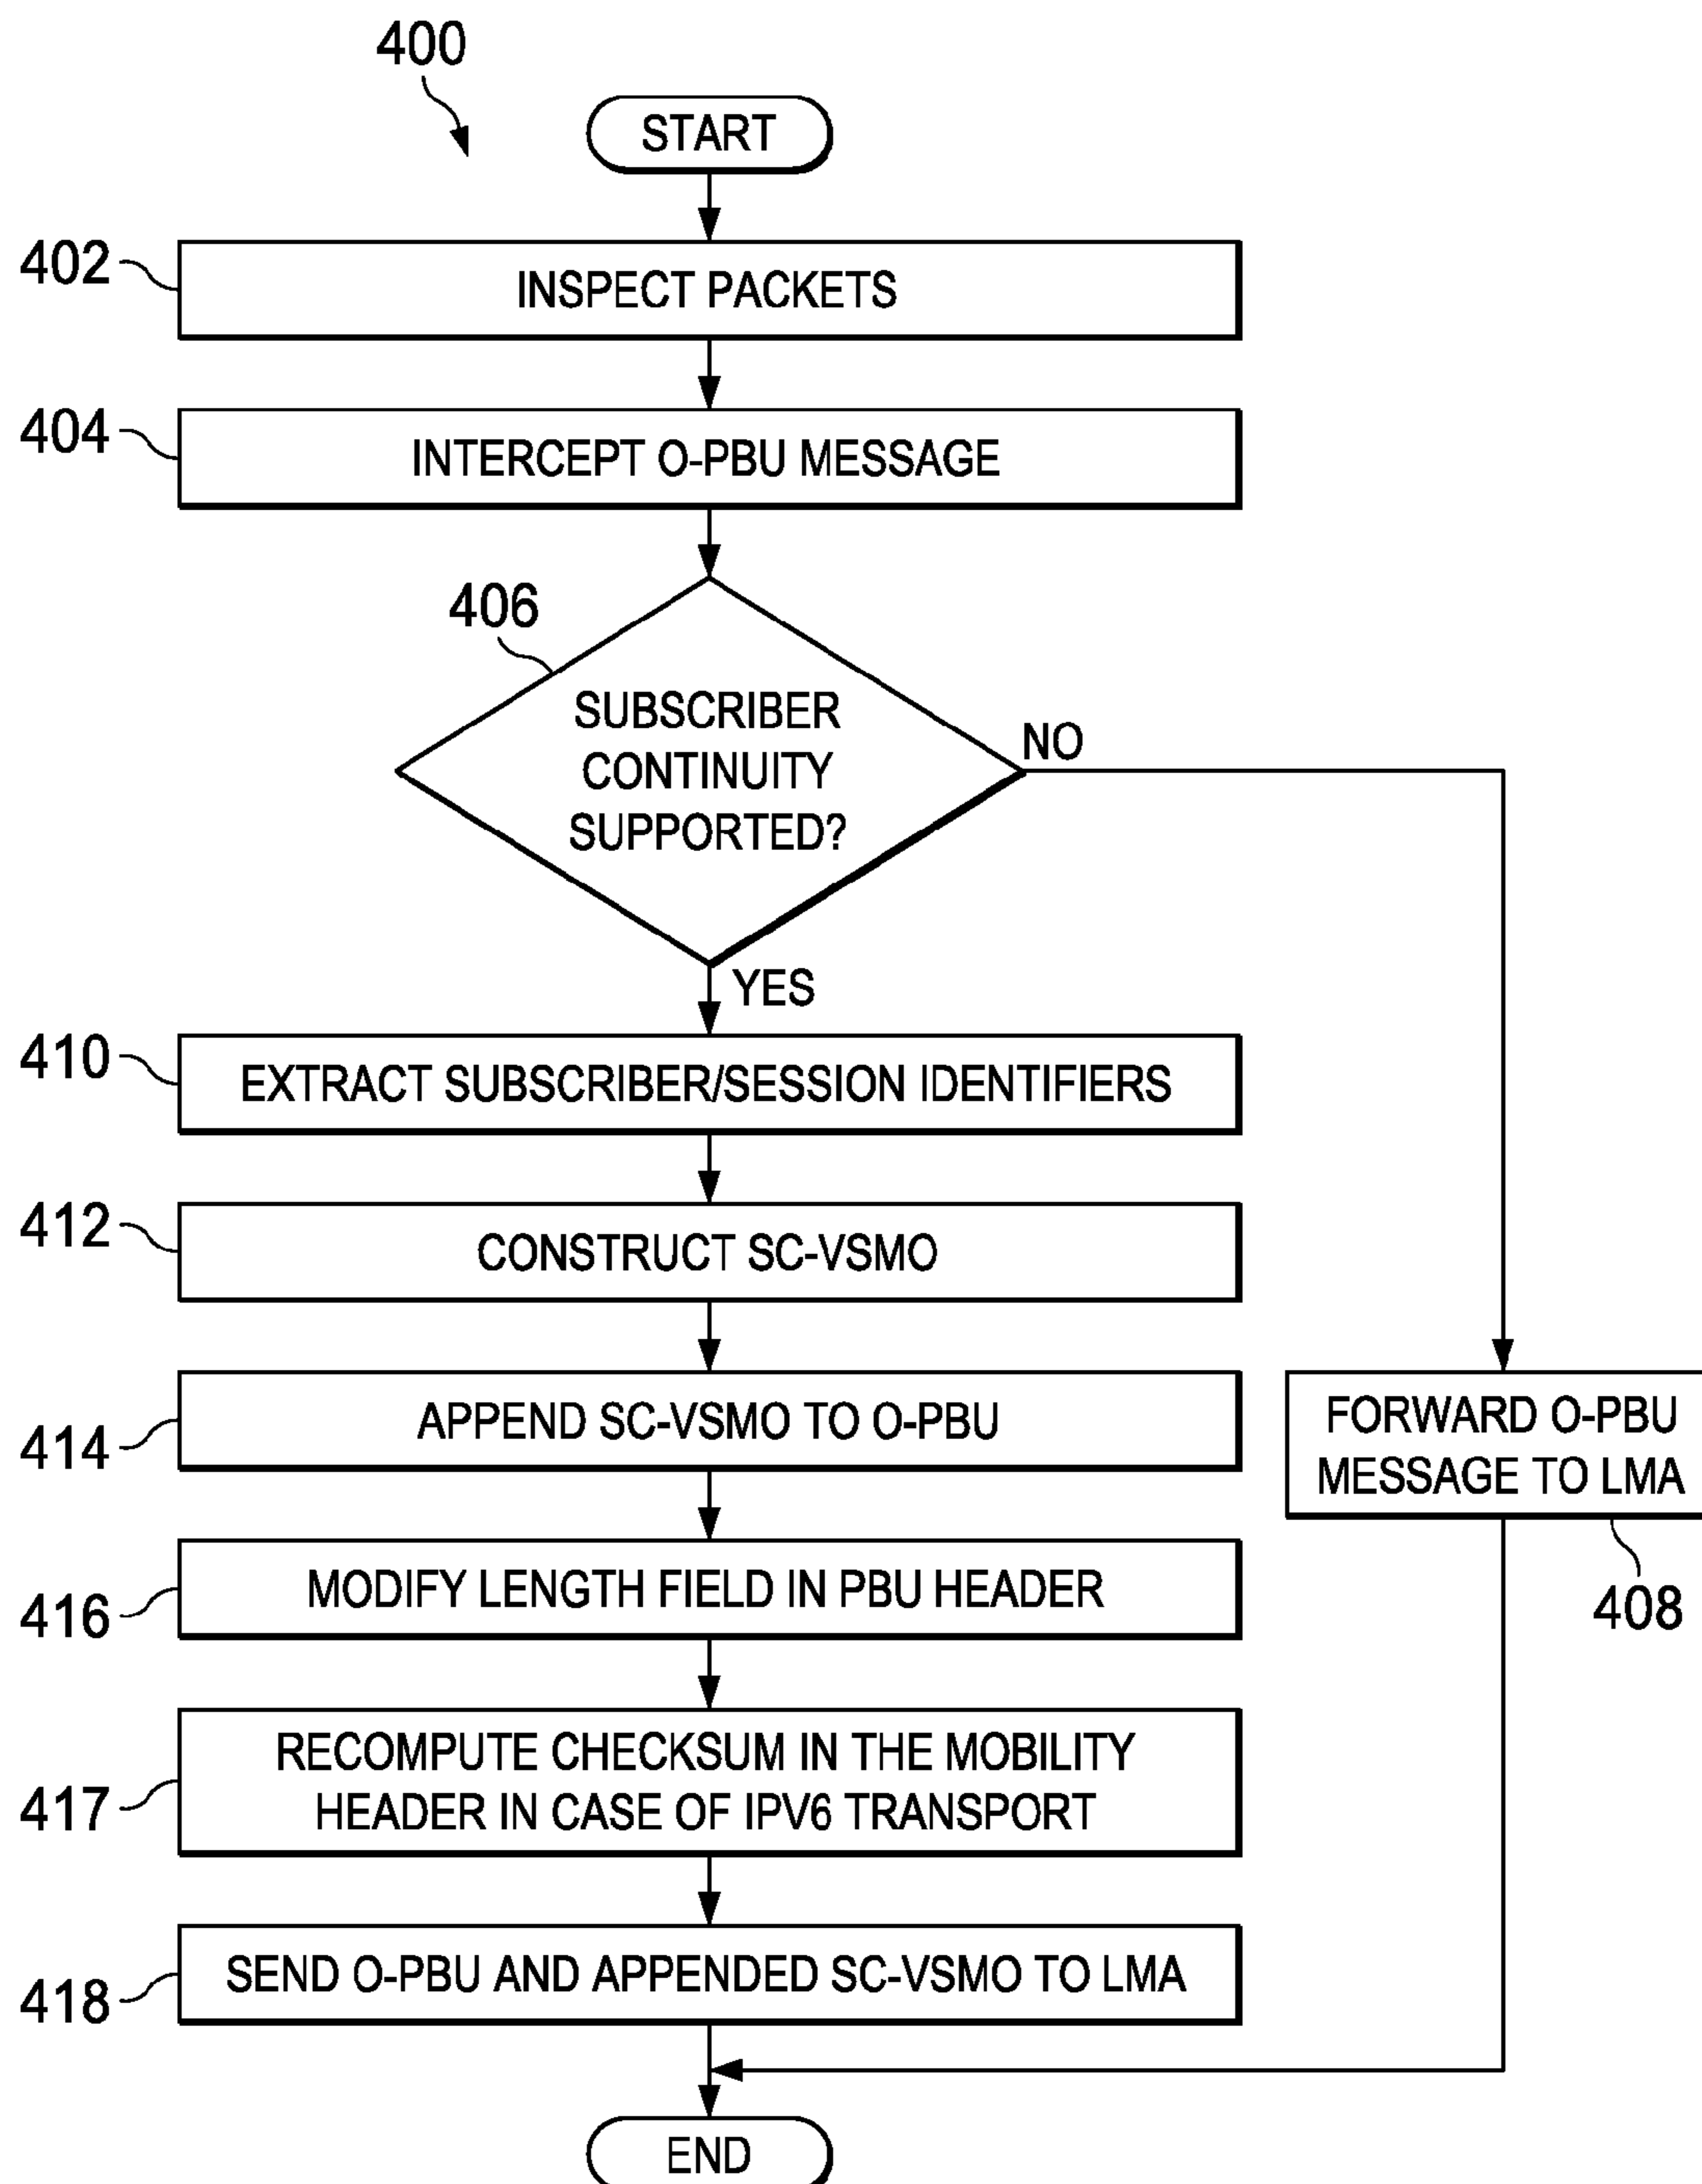 400
START
402
INSPECT PACKETS
404
INTERCEPT O-PBU MESSAGE
406
SUBSCRIBER
CONTINUITY
SUPPORTED?
NO
YES
410
EXTRACT SUBSCRIBER/SESSION IDENTIFIERS
412
CONSTRUCT SC-VSMO
414
APPEND SC-VSMO TO O-PBU
FORWARD O-PBU
MESSAGE TO LMA
408
416
MODIFY LENGTH FIELD IN PBU HEADER
417
RECOMPUTE CHECKSUM IN THE MOBILITY
HEADER IN CASE OF IPV6 TRANSPORT
418
SEND O-PBU AND APPENDED SC-VSMO TO LMA
END